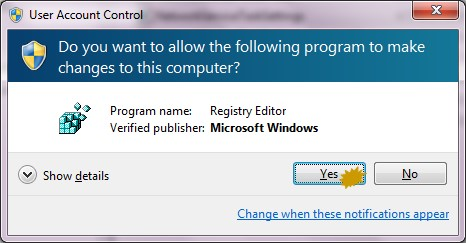 User Account Control
Do you want to allow the following program to make
changes to this computer?
Program name: Registry Editor
Verified publisher: Microsoft Windows
Show details
Yes
No
Change when these notifications appear